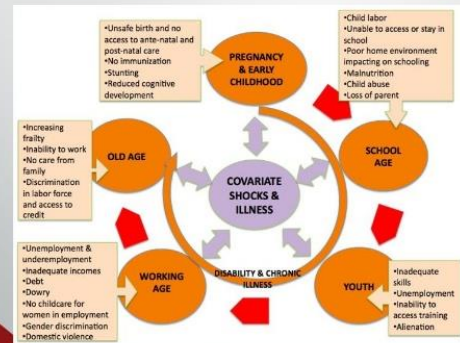 •Unsafe birth and no
access to ante-natal and
post-natal care
•No immunization
•Stunting
•Reduced cognitive
development
PREGNANCY
& EARLY
CHILDHOOD
•Child labor
•Unable to access or stay in
school
•Poor home environment
impacting on schooling
•Malnutrition
•Child abuse
•Loss of parent
•Increasing
frailty
•Inability to work
•No care from
family
•Discrimination
in labor force
and access to
credit
OLD AGE
SCHOOL
AGE
COVARIATE
SHOCKS &
ILLNESS
•Unemployment &
underemployment
•Inadequate incomes
•Debt
•Dowry
•No childcare for
women in employment
•Gender discrimination
•Domestic violence
WORKING
AGE
DISABILITY & CHRONIC
ILLNESS
YOUTH
•Inadequate
skills
•Unemployment
•Inability to
access training
•Alienation